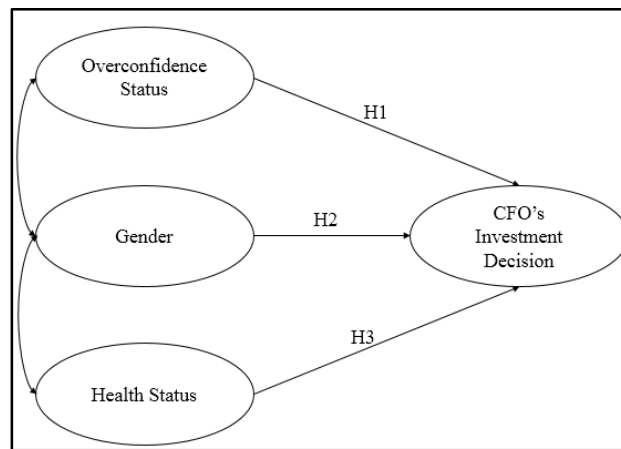 Overconfidence
Status
H1
Gender
H2
CFO's
Investment
Decision
H3
Health Status